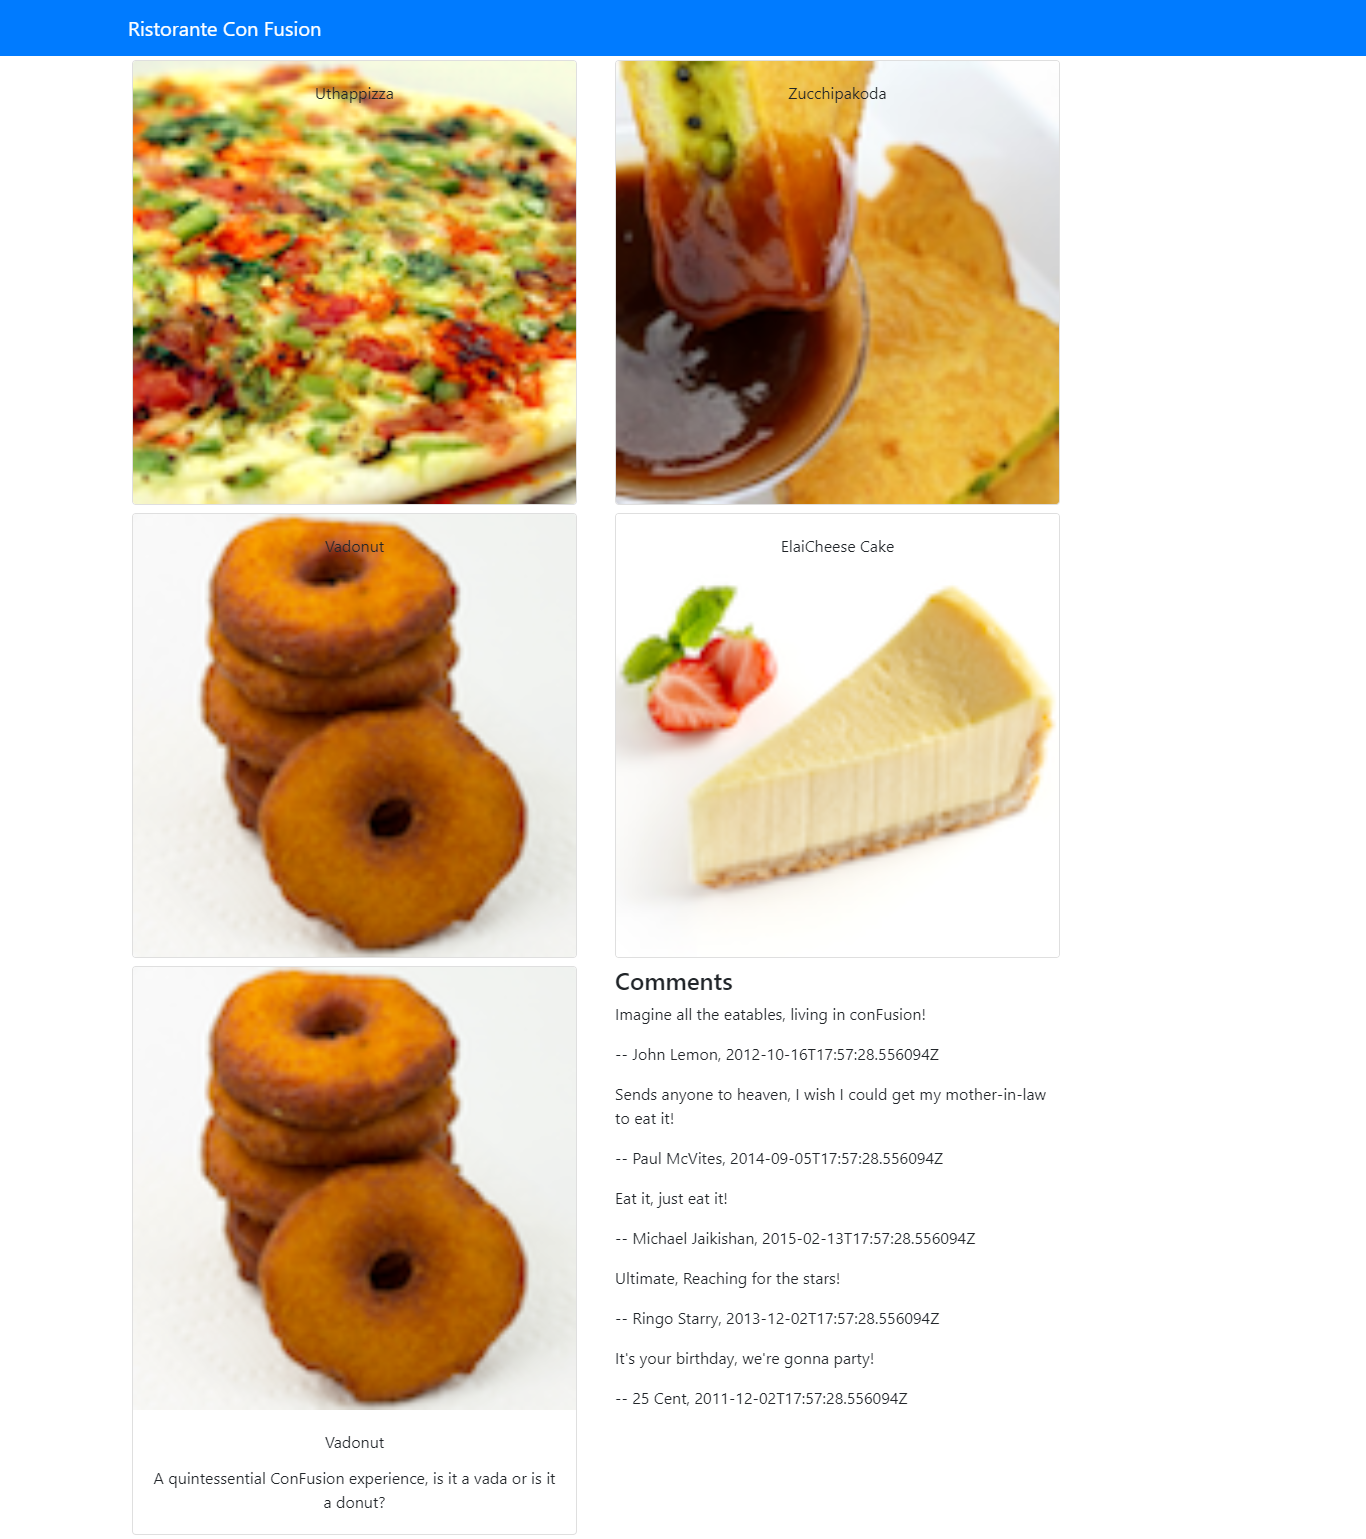 Ristorante Con Fusion
Uthappizza
Zucchipakoda
Vadonut
ElaiCheese Cake
Vadonut
A quintessential ConFusion experience, is it a vada or is it
a donut?
Comments
Imagine all the eatables, living in conFusion!
-- John Lemon, 2012-10-16T17:57:28.556094Z
Sends anyone to heaven, I wish I could get my mother-in-law
to eat it!
-- Paul McVites, 2014-09-05T17:57:28.556094Z
Eat it, just eat it!
-- Michael Jaikishan, 2015-02-13T17:57:28.556094Z
Ultimate, Reaching for the stars!
-- Ringo Starry, 2013-12-02T17:57:28.556094Z
It's your birthday, we're gonna party!
-- 25 Cent, 2011-12-02T17:57:28.556094Z